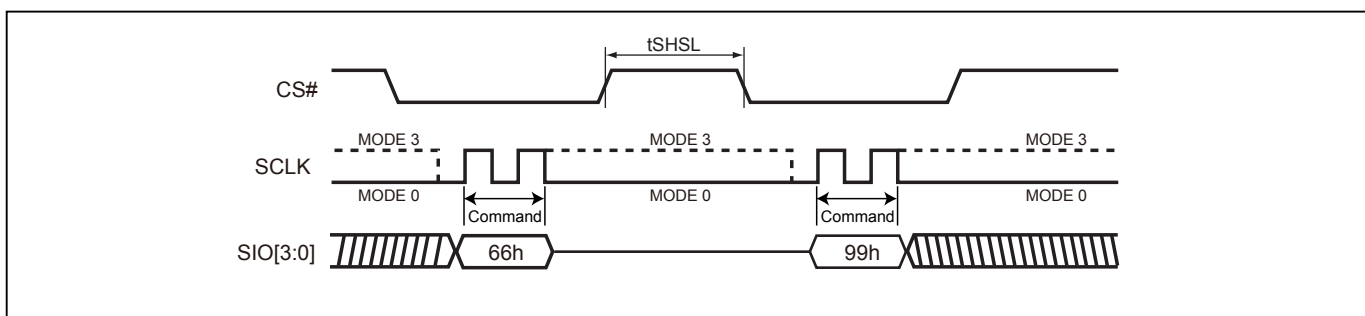 tSHSL
CS#
MODE 3 MODE 3 MODE 3
SCLK
MODE 0 MODE 0 MODE 0
Command Command
SIO[3:0] 66h 99h